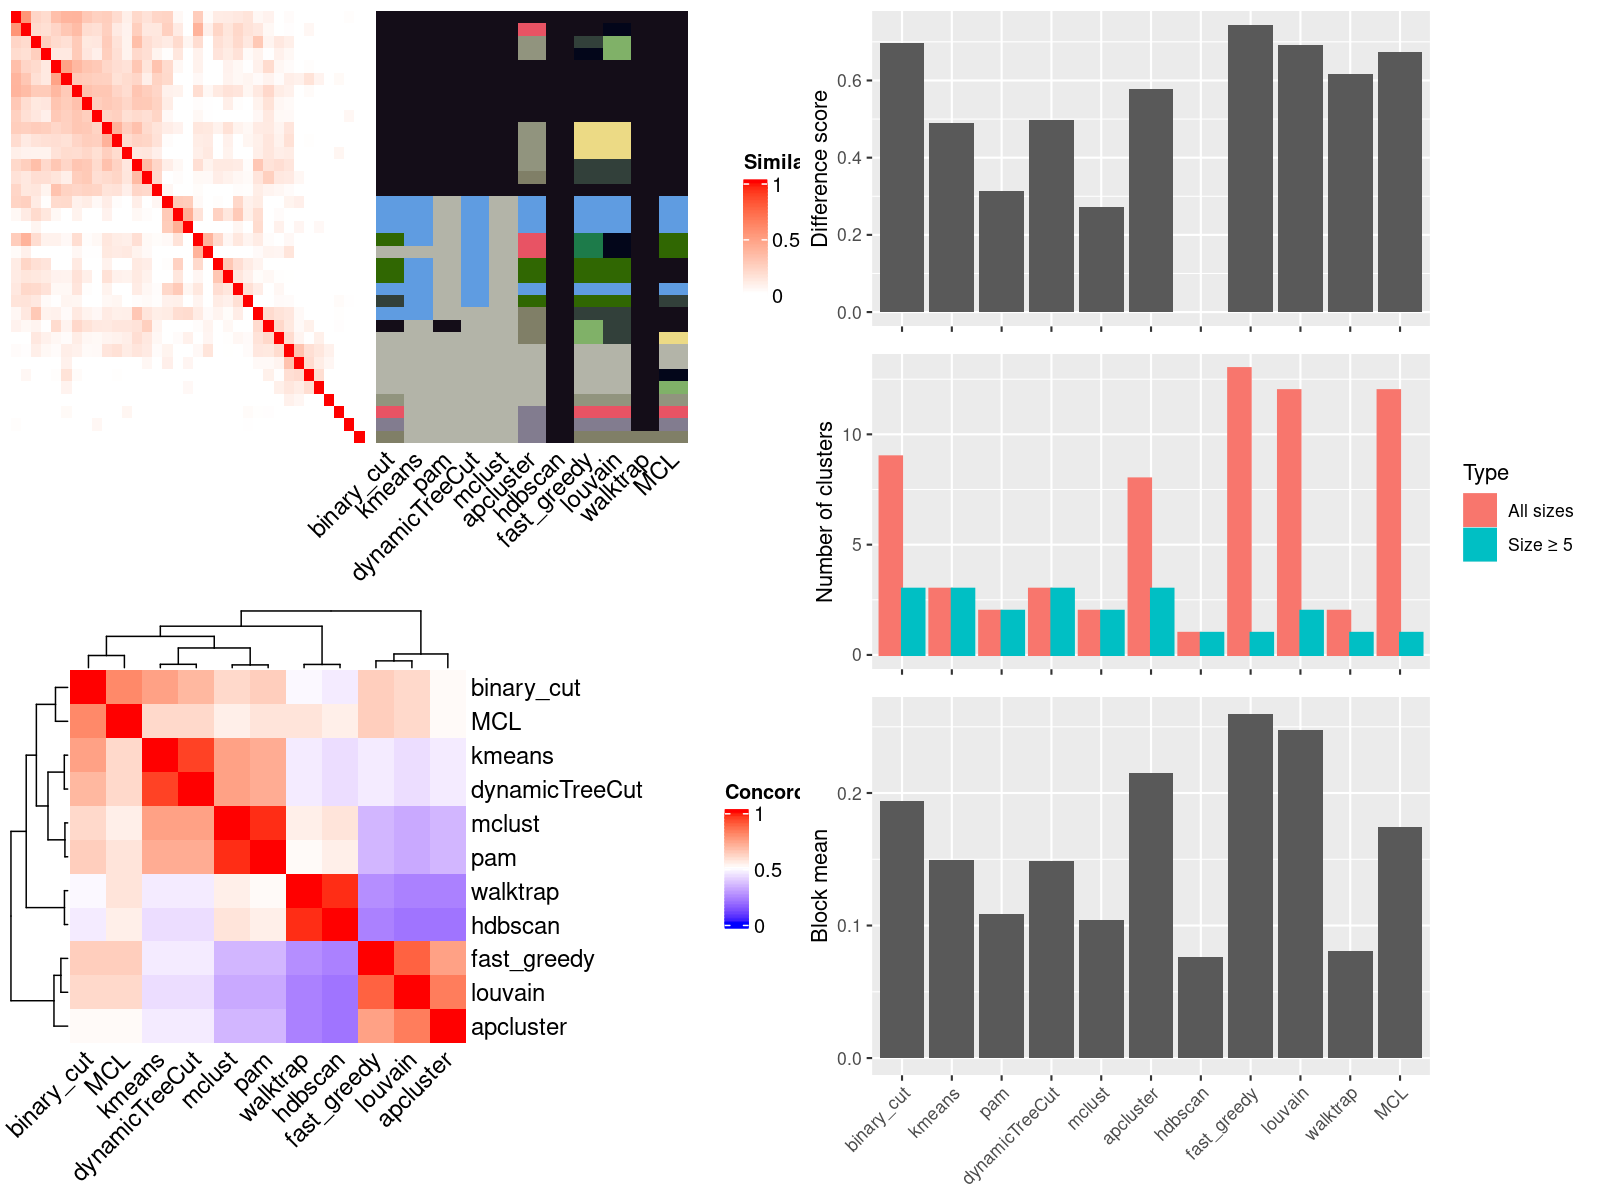 Simila
1
0.5
0
binary_cut
kmeans
pam
dynamicTreeCut
mclust
apcluster
hdbscan
fast_greedy
louvain
walktrap
MCL
Difference score
0.6
0.4
0.2
0.0
Number of clusters
10
5
0
Type
All sizes
Size ≥ 5
binary_cut
MCL
kmeans
dynamicTreeCut
mclust
pam
walktrap
hdbscan
fast_greedy
louvain
apcluster
binary_cut
MCL
kmeans
dynamicTreeCut
mclust
pam
walktrap
hdbscan
fast_greedy
louvain
apcluster
Concord
1
0.5
0
Block mean
0.2
0.1
0.0
binary_cut
kmeans
pam
dynamicTreeCut
mclust
apcluster
hdbscan
fast_greedy
louvain
walktrap
MCL